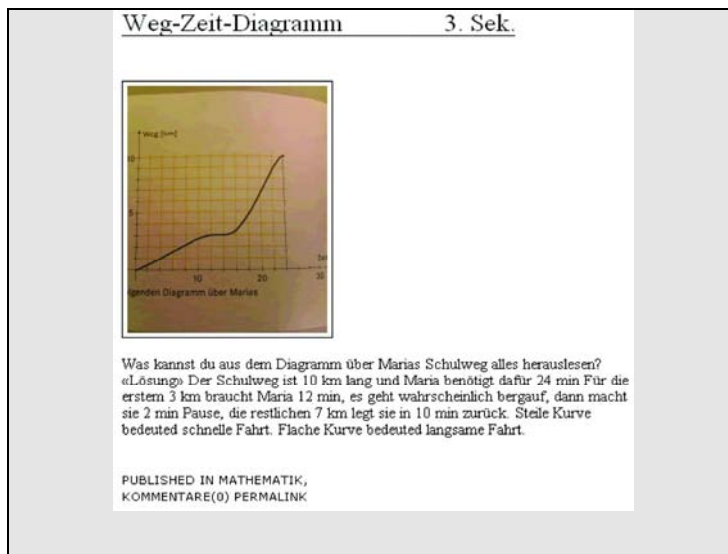 Weg-Zeit-Diagramm 3. Sek.
Weg [km]
10
5
10 20 30
lgenden Diagramm über Marias
Was kannst du aus dem Diagramm über Marias Schulweg alles herauslesen?
«Lösung» Der Schulweg ist 10 km lang und Maria benötigt dafür 24 min Für die
erstem 3 km braucht Maria 12 min, es geht wahrscheinlich bergauf, dann macht
sie 2 min Pause, die restlichen 7 km legt sie in 10 min zurück. Steile Kurve
bedeuted schnelle Fahrt. Flache Kurve bedeuted langsame Fahrt.
PUBLISHED IN MATHEMATIK,
KOMMENTARE(0) PERMALINK